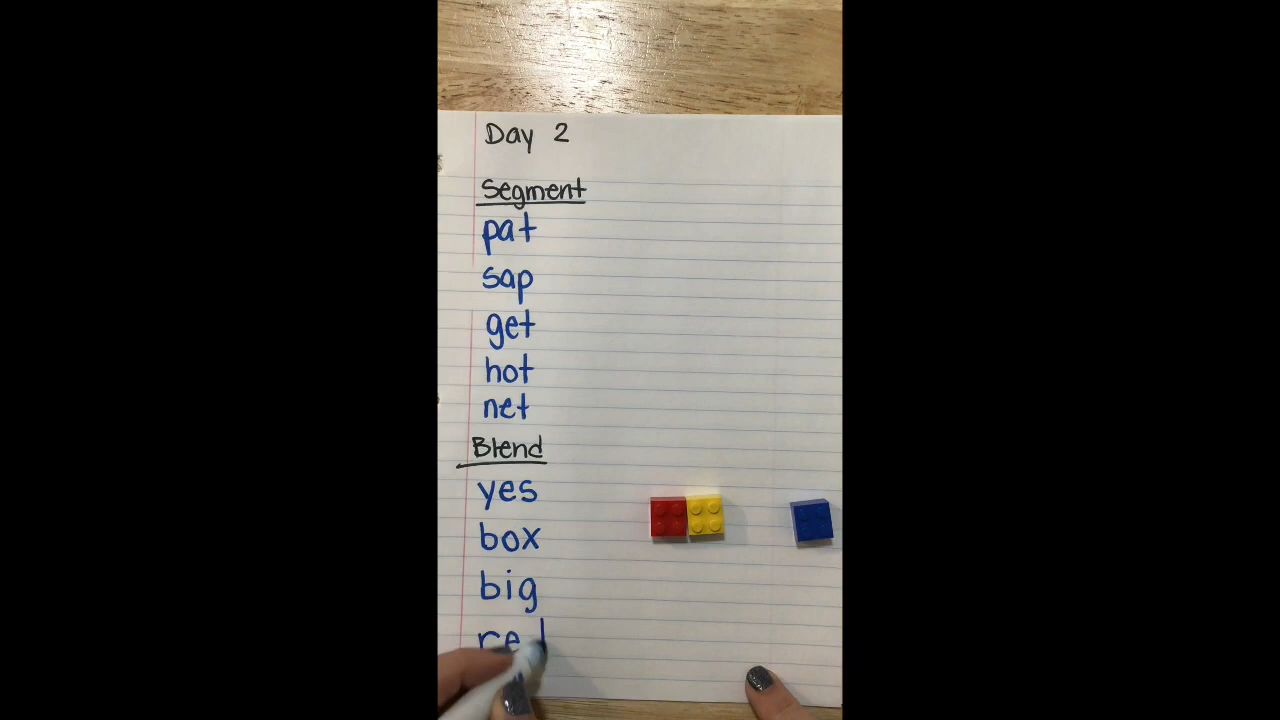 Day 2
Segment
pat
sap
get
hot
net
Blend
yes
box
big